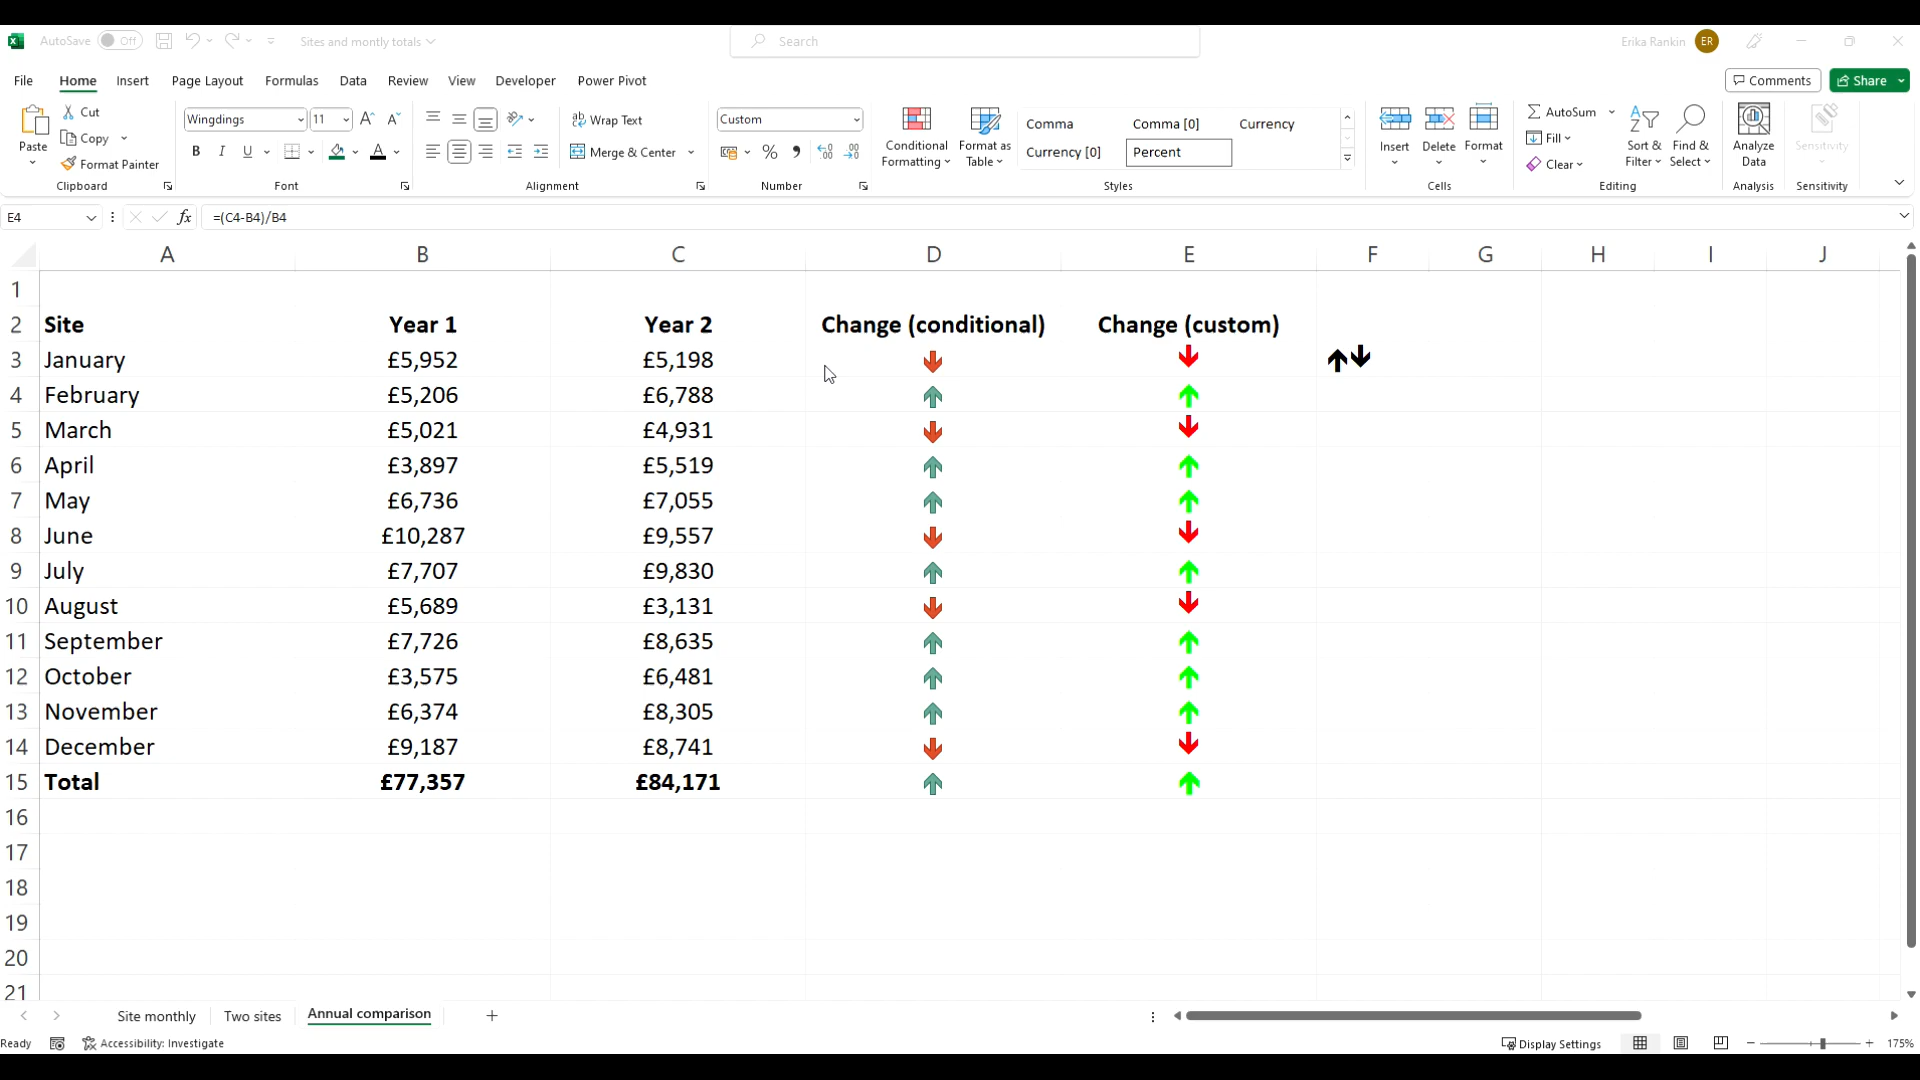 AutoSave Off Sites and montly totals Search Erika Rankin ER
File Home Insert Page Layout Formulas Data Review View Developer Power Pivot Comments Share
Paste Cut Copy Format Painter Clipboard
Wingdings 11 B I U A Font
Wrap Text Merge & Center Alignment
Custom % Number
Conditional Formatting Format as Table Comma Comma [0] Currency Currency [0] Percent Styles
Insert Delete Format Cells
AutoSum Fill Clear Sort & Filter Find & Select Editing
Analyze Data Analysis Sensitivity Sensitivity
E4 fx =(C4-B4)/B4
A B C D E F G H I J
1
2 Site Year 1 Year 2 Change (conditional) Change (custom)
3 January £5,952 £5,198
4 February £5,206 £6,788
5 March £5,021 £4,931
6 April £3,897 £5,519
7 May £6,736 £7,055
8 June £10,287 £9,557
9 July £7,707 £9,830
10 August £5,689 £3,131
11 September £7,726 £8,635
12 October £3,575 £6,481
13 November £6,374 £8,305
14 December £9,187 £8,741
15 Total £77,357 £84,171
16
17
18
19
20
21
Site monthly Two sites Annual comparison
Ready Accessibility: Investigate Display Settings 175%